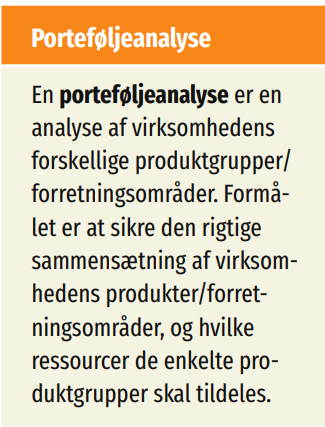 Porteføljeanalyse
En porteføljeanalyse er en
analyse af virksomhedens
forskellige produktgrupper/
forretningsområder. Formå-
let er at sikre den rigtige
sammensætning af virksom-
hedens produkter/forret-
ningsområder, og hvilke
ressourcer de enkelte pro-
duktgrupper skal tildeles.